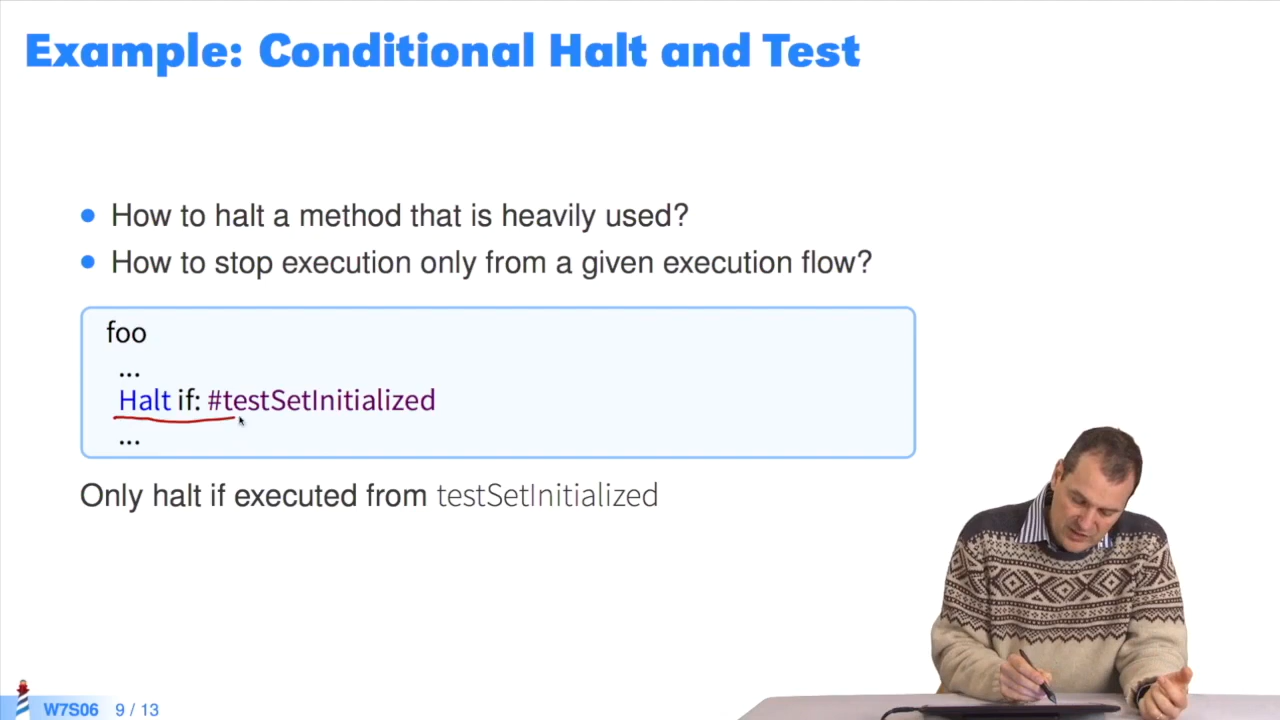 Example: Conditional Halt and Test
How to halt a method that is heavily used?
How to stop execution only from a given execution flow?
foo
...
Halt if: #testSetInitialized
...
Only halt if executed from testSetInitialized
W7S06 9 / 13